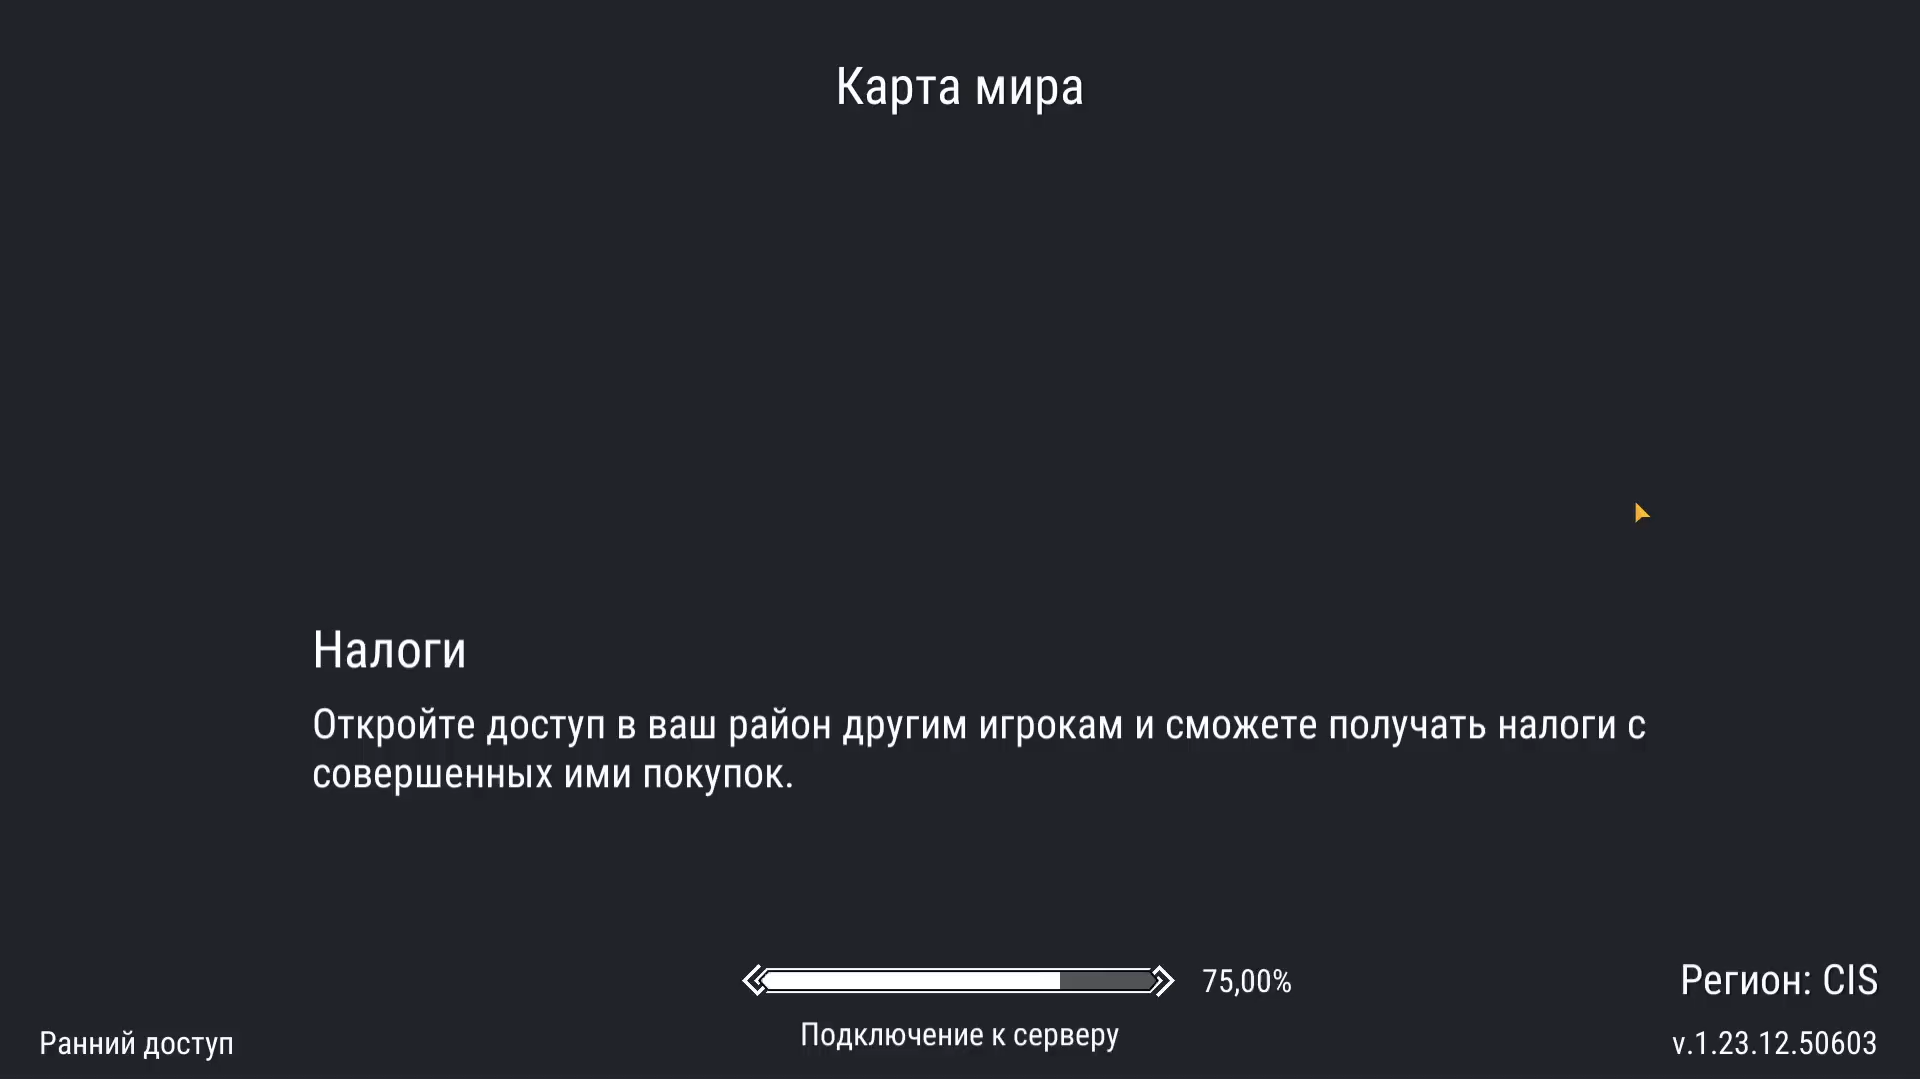 Карта мира
Налоги
Откройте доступ в ваш район другим игрокам и сможете получать налоги с
совершенных ими покупок.
75,00%
Подключение к серверу
Регион: CIS
Ранний доступ
v.1.23.12.50603